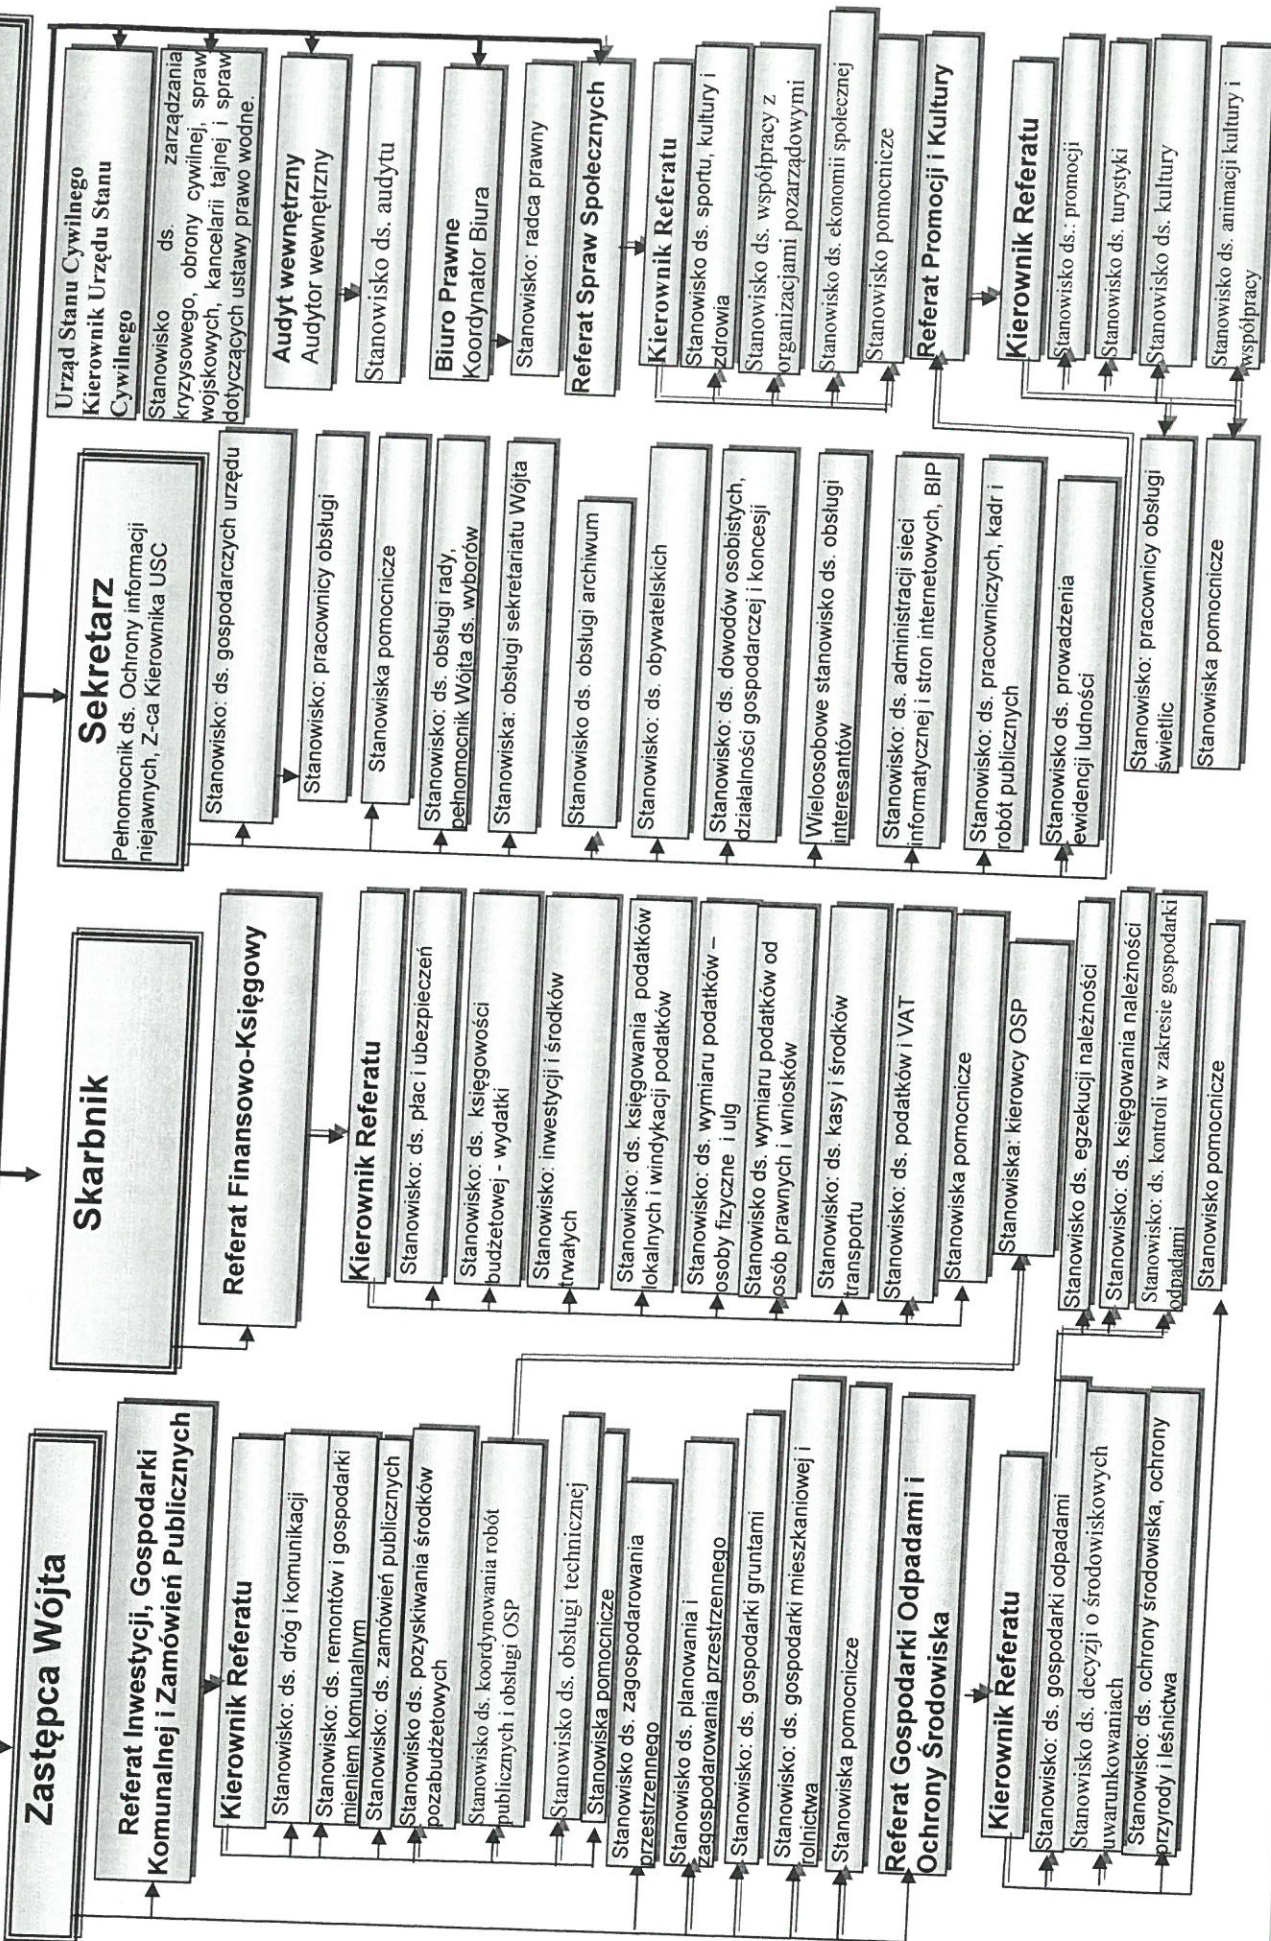 Zastępca Wójta
Referat Inwestycji, Gospodarki
Komunalnej i Zamówień Publicznych
Kierownik Referatu
Stanowisko: ds. dróg i komunikacji
Stanowisko: ds. remontów i gospodarki
mieniem komunalnym
Stanowisko: ds. zamówień publicznych
Stanowisko ds. pozyskiwania środków
pozabudżetowych
Stanowisko ds. koordynowania robót
publicznych i obsługi OSP
Stanowisko ds. obsługi technicznej
Stanowiska pomocnicze
Stanowisko ds. zagospodarowania
przestrzennego
Stanowisko ds. planowania i
zagospodarowania przestrzennego
Stanowisko: ds. gospodarki gruntami
Stanowisko: ds. gospodarki mieszkaniowej i
rolnictwa
Stanowiska pomocnicze
Referat Gospodarki Odpadami i
Ochrony Środowiska
Kierownik Referatu
Stanowisko: ds. gospodarki odpadami
Stanowisko ds. decyzji o środowiskowych
uwarunkowaniach
Stanowisko: ds. ochrony środowiska, ochrony
przyrody i leśnictwa
Skarbnik
Referat Finansowo-Księgowy
Kierownik Referatu
Stanowisko: ds. płac i ubezpieczeń
Stanowisko: ds. księgowości
budżetowej - wydatki
Stanowisko: inwestycji i środków
trwałych
Stanowisko: ds. księgowania podatków
lokalnych i windykacji podatków
Stanowisko: ds. wymiaru podatków –
osoby fizyczne i ulg
Stanowisko ds. wymiaru podatków od
osób prawnych i wniosków
Stanowisko: ds. kasy i środków
transportu
Stanowisko: ds. podatków i VAT
Stanowiska pomocnicze
Stanowiska: kierowcy OSP
Stanowisko ds. egzekucji należności
Stanowisko: ds. księgowania należności
Stanowisko: ds. kontroli w zakresie gospodarki
odpadami
Stanowisko pomocnicze
Sekretarz
Pełnomocnik ds. Ochrony informacji
niejawnych, Z-ca Kierownika USC
Stanowisko: ds. gospodarczych urzędu
Stanowisko: pracownicy obsługi
Stanowiska pomocnicze
Stanowisko: ds. obsługi rady,
pełnomocnik Wójta ds. wyborów
Stanowiska: obsługi sekretariatu Wójta
Stanowisko ds. obsługi archiwum
Stanowisko: ds. obywatelskich
Stanowisko: ds. dowodów osobistych,
działalności gospodarczej i koncesji
Wieloosobowe stanowisko ds. obsługi
interesantów
Stanowisko: ds. administracji sieci
informatycznej i stron internetowych, BIP
Stanowisko: ds. pracowniczych, kadr i
robót publicznych
Stanowisko ds. prowadzenia
ewidencji ludności
Stanowisko: pracownicy obsługi
świetlic
Stanowiska pomocnicze
Urząd Stanu Cywilnego
Kierownik Urzędu Stanu
Cywilnego
Stanowisko ds. zarządzania
kryzysowego, obrony cywilnej, spraw
wojskowych, kancelarii tajnej i spraw
dotyczących ustawy prawo wodne.
Audyt wewnętrzny
Audytor wewnętrzny
Stanowisko ds. audytu
Biuro Prawne
Koordynator Biura
Stanowisko: radca prawny
Referat Spraw Społecznych
Kierownik Referatu
Stanowisko ds. sportu, kultury i
zdrowia
Stanowisko ds. współpracy z
organizacjami pozarządowymi
Stanowisko ds. ekonomii społecznej
Stanowisko pomocnicze
Referat Promocji i Kultury
Kierownik Referatu
Stanowisko ds.: promocji
Stanowisko ds. turystyki
Stanowisko ds. kultury
Stanowisko ds. animacji kultury i
współpracy